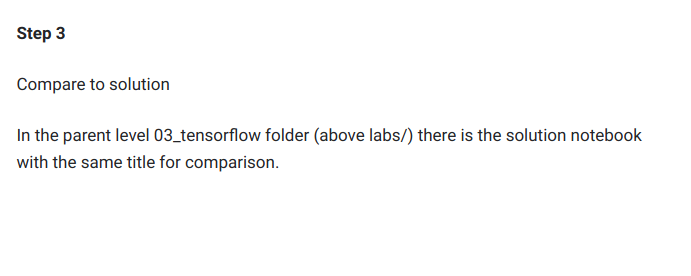 Step 3
Compare to solution
In the parent level 03_tensorflow folder (above labs/) there is the solution notebook
with the same title for comparison.